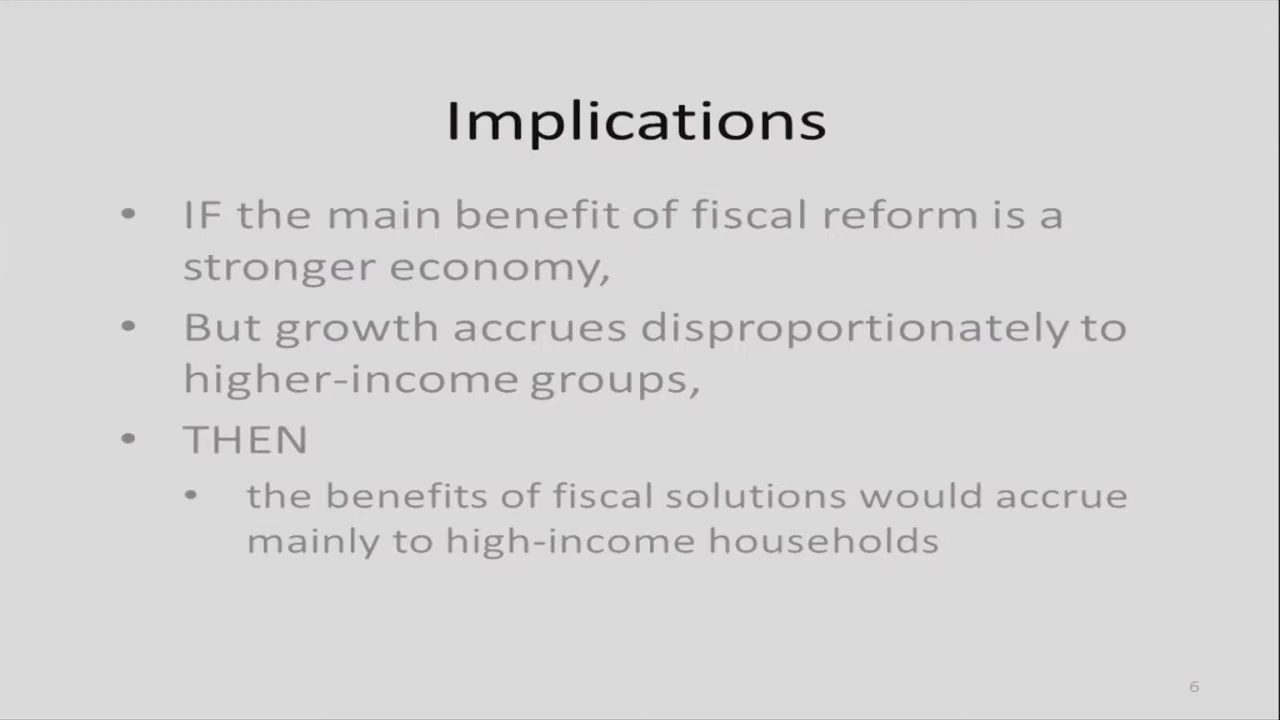 Implications
• IF the main benefit of fiscal reform is a
stronger economy,
• But growth accrues disproportionately to
higher-income groups,
• THEN
• the benefits of fiscal solutions would accrue
mainly to high-income households
6